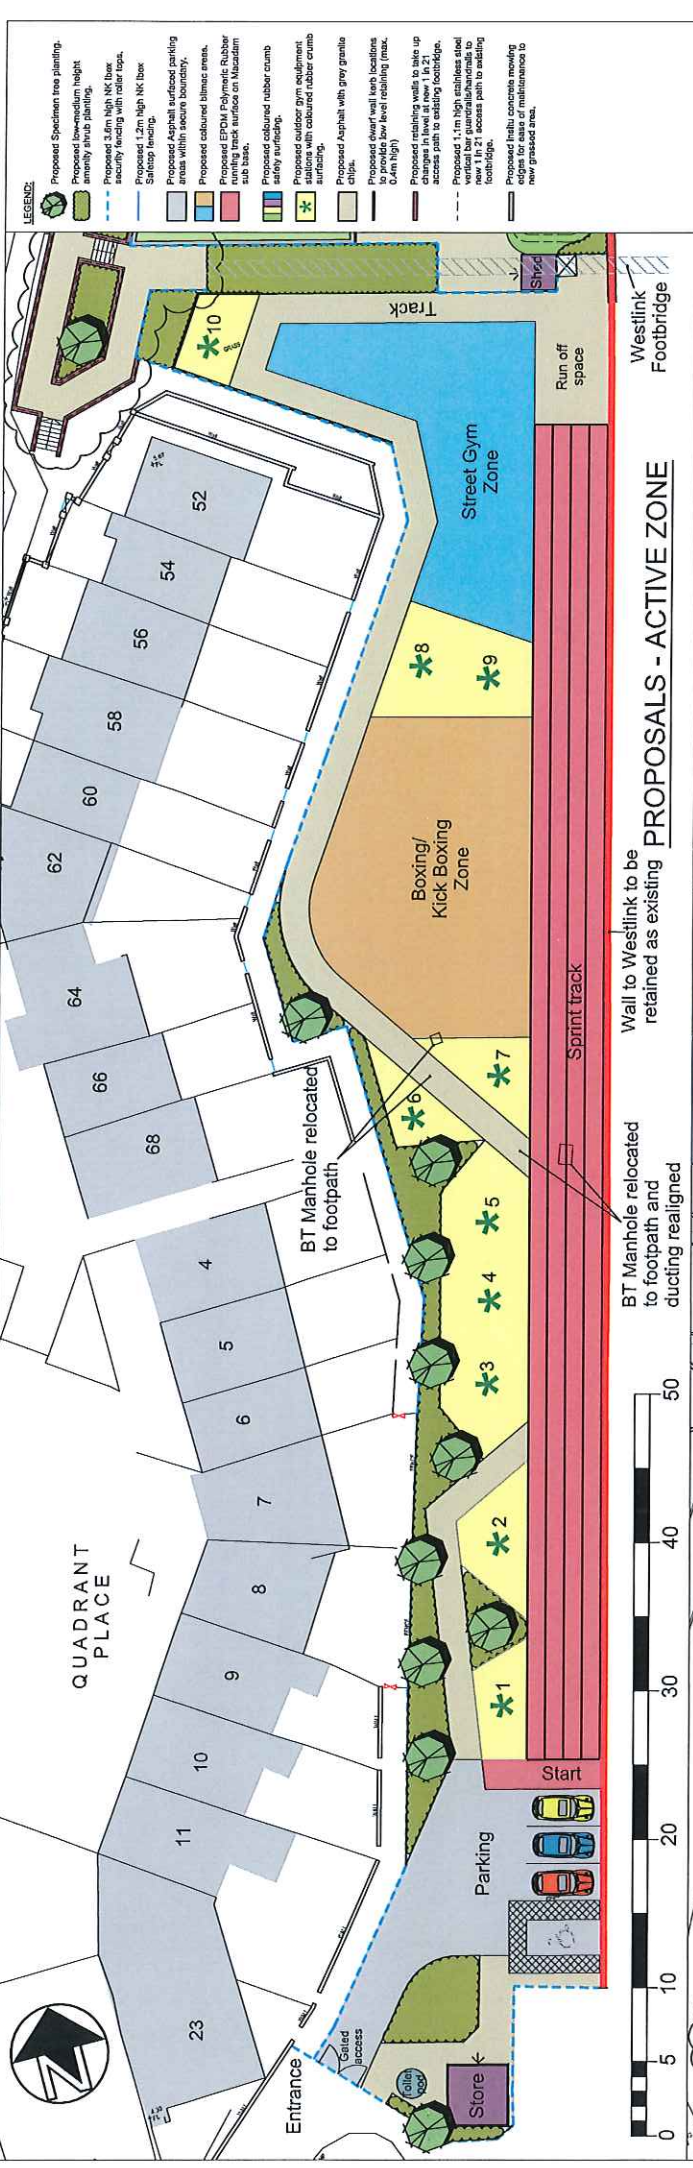 LEGEND:
Proposed Specimen tree planting.
Proposed low-medium height
amenity shrub planting.
Proposed 3.6m high NK Ibex
security fencing with roller tops.
Proposed 1.2m high NK Ibex
Safetop fencing.
Proposed Asphalt surfaced parking
areas within secure boundary.
Proposed coloured bitmac areas.
Proposed EPDM Polymeric Rubber
running track surface on Macadam
sub base.
Proposed coloured rubber crumb
safety surfacing.
Proposed outdoor gym equipment
stations with coloured rubber crumb
surfacing.
Proposed Asphalt with grey granite
chips.
Proposed dwarf wall kerb locations
to provide low level retaining (max.
0.4m high)
Proposed retaining walls to take up
changes in level at new 1 in 21
access path to existing footbridge.
Proposed 1.1m high stainless steel
vertical bar guardrails/handrails to
new 1 in 21 access path to existing
footbridge.
Proposed insitu concrete mowing
edges for ease of maintenance to
new grassed area.
QUADRANT
PLACE
23
11
10
9
8
7
6
5
4
68
66
64
62
60
58
56
54
52
Entrance
Gated
access
Toilet
Store
Parking
Start
1
2
3
4
5
6
7
8
9
10
GRASS
BT Manhole relocated
to footpath
Boxing/
Kick Boxing
Zone
Street Gym
Zone
Track
Shed
Run off
space
Sprint track
Westlink
Footbridge
BT Manhole relocated
to footpath and
ducting realigned
Wall to Westlink to be
retained as existing
PROPOSALS - ACTIVE ZONE
0 5 10 20 30 40 50